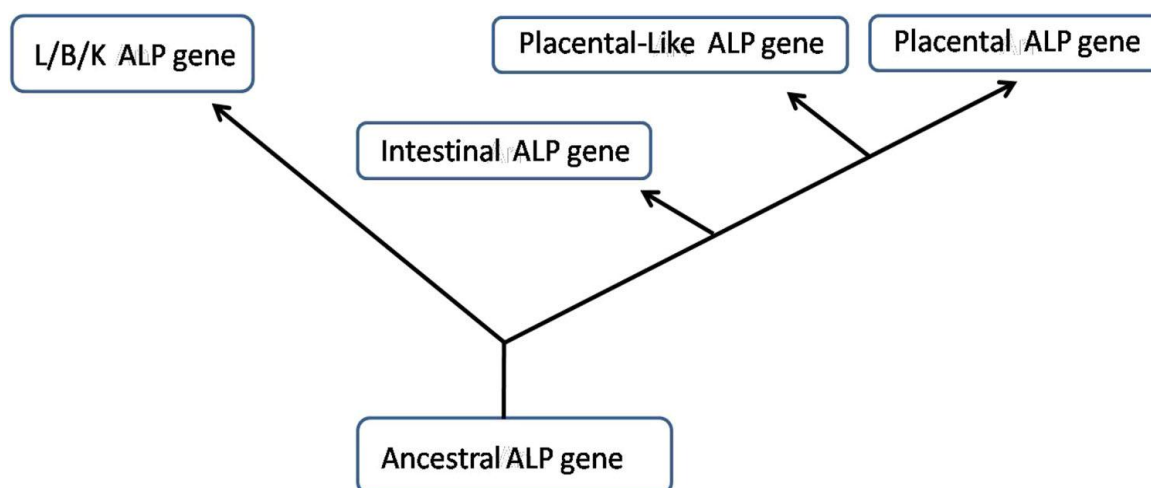 L/B/K ALP gene
Placental-Like ALP gene
Placental ALP gene
Intestinal ALP gene
Ancestral ALP gene